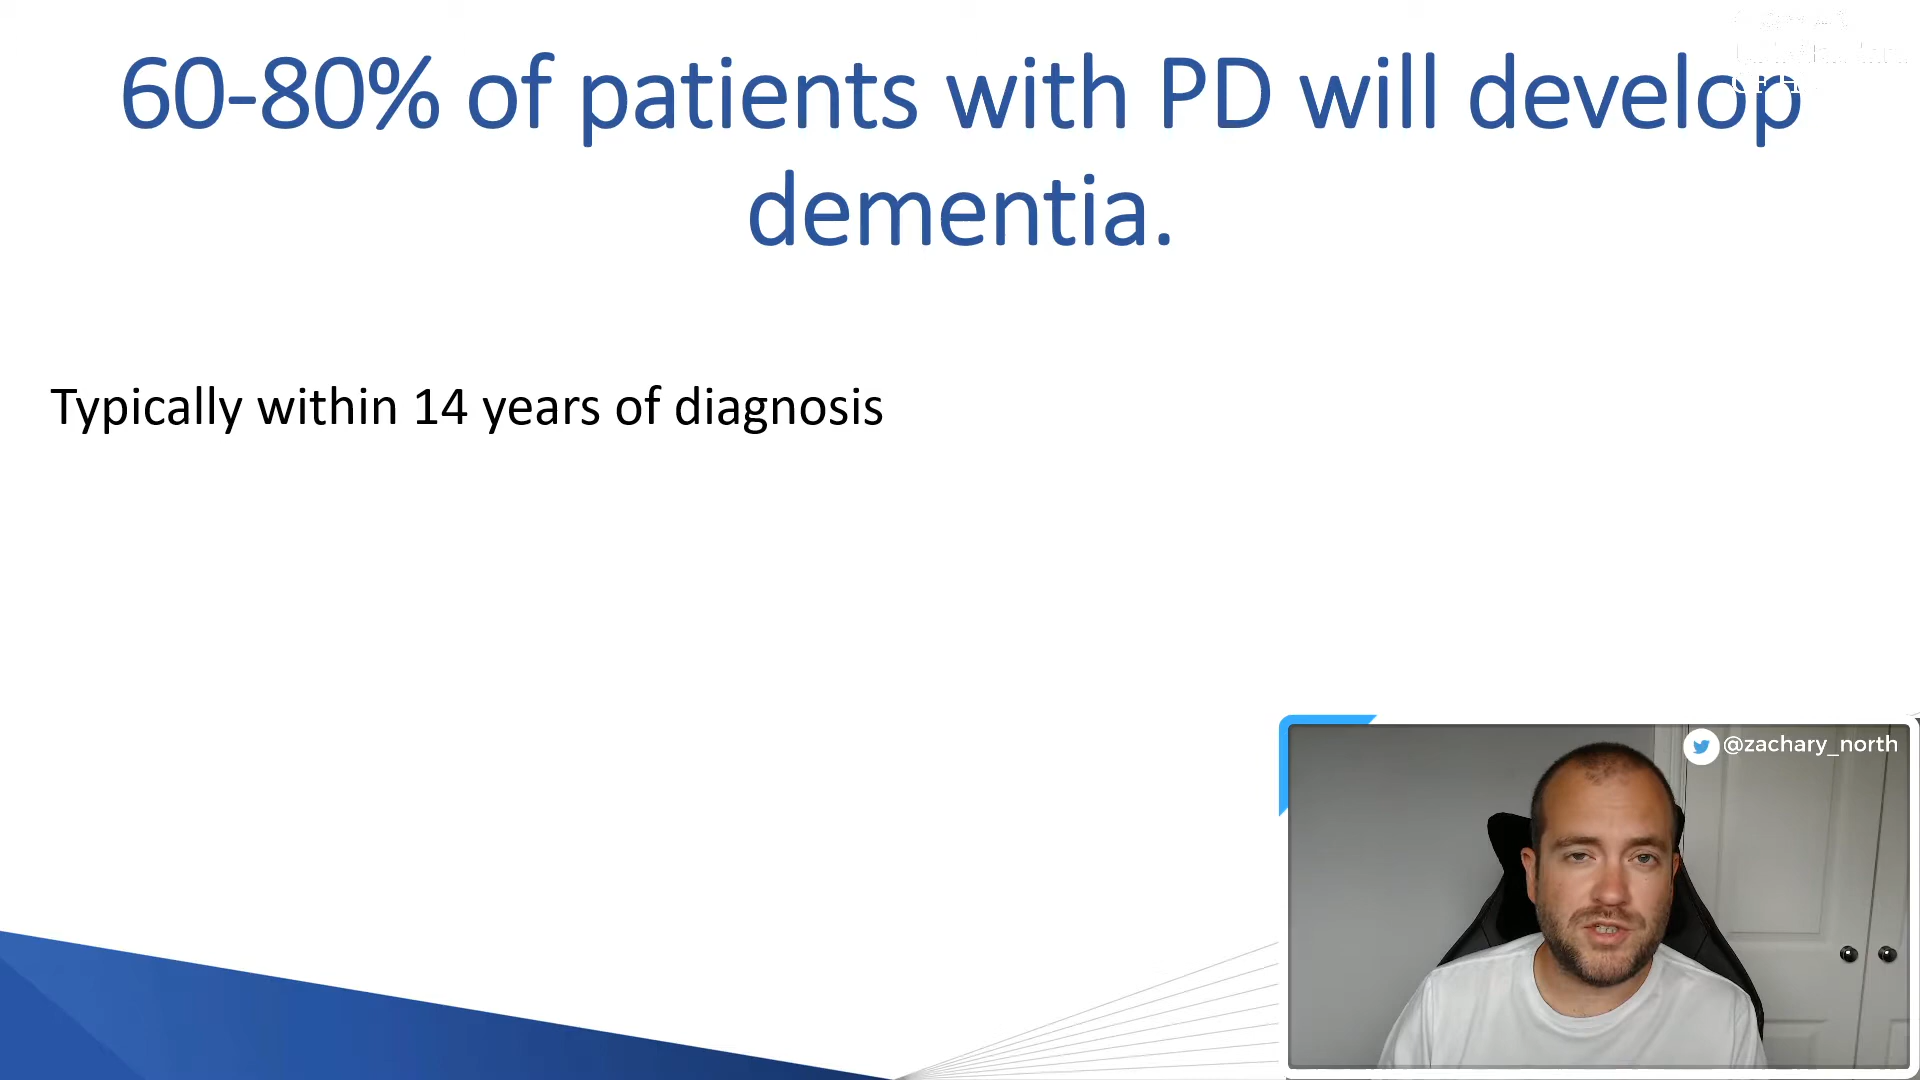 60-80% of patients with PD will develop
dementia.
Typically within 14 years of diagnosis
@zachary_north